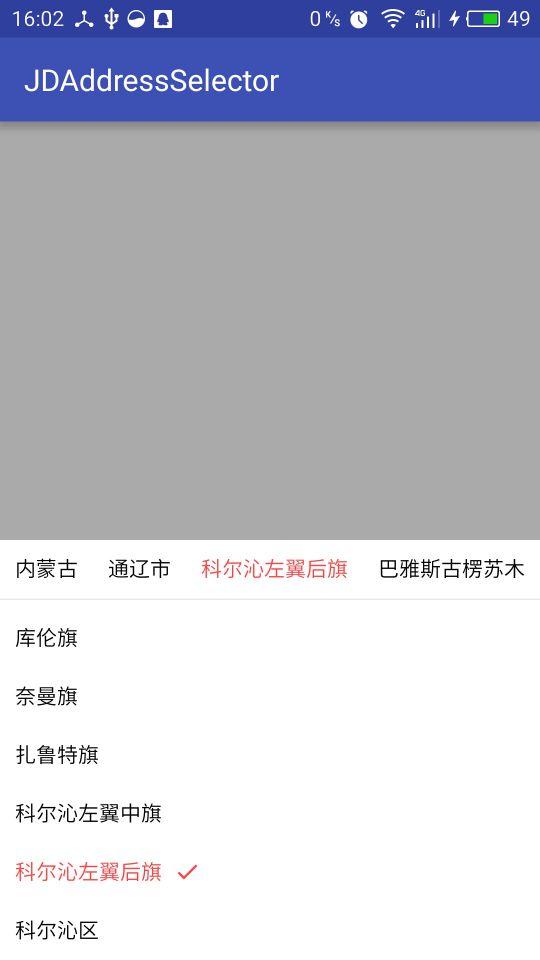 16:02 0 K/s 4G 49
JDAddressSelector
内蒙古 通辽市 科尔沁左翼后旗 巴雅斯古楞苏木
库伦旗
奈曼旗
扎鲁特旗
科尔沁左翼中旗
科尔沁左翼后旗
科尔沁区